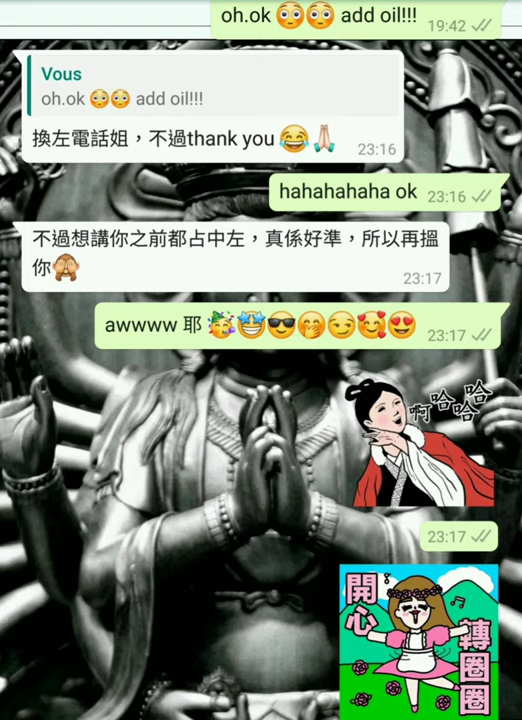 oh.ok 😳😳 add oil!!!
19:42
Vous
oh.ok 😳😳 add oil!!!
換左電話姐，不過thank you 😂🙏🏻
23:16
hahahahaha ok
23:16
不過想講你之前都占中左，真係好準，所以再搵
你🙈
23:17
awwww 耶 🥳🤩😎🤭😏🥰😍
23:17
啊哈哈哈
23:17
開心
轉圈圈